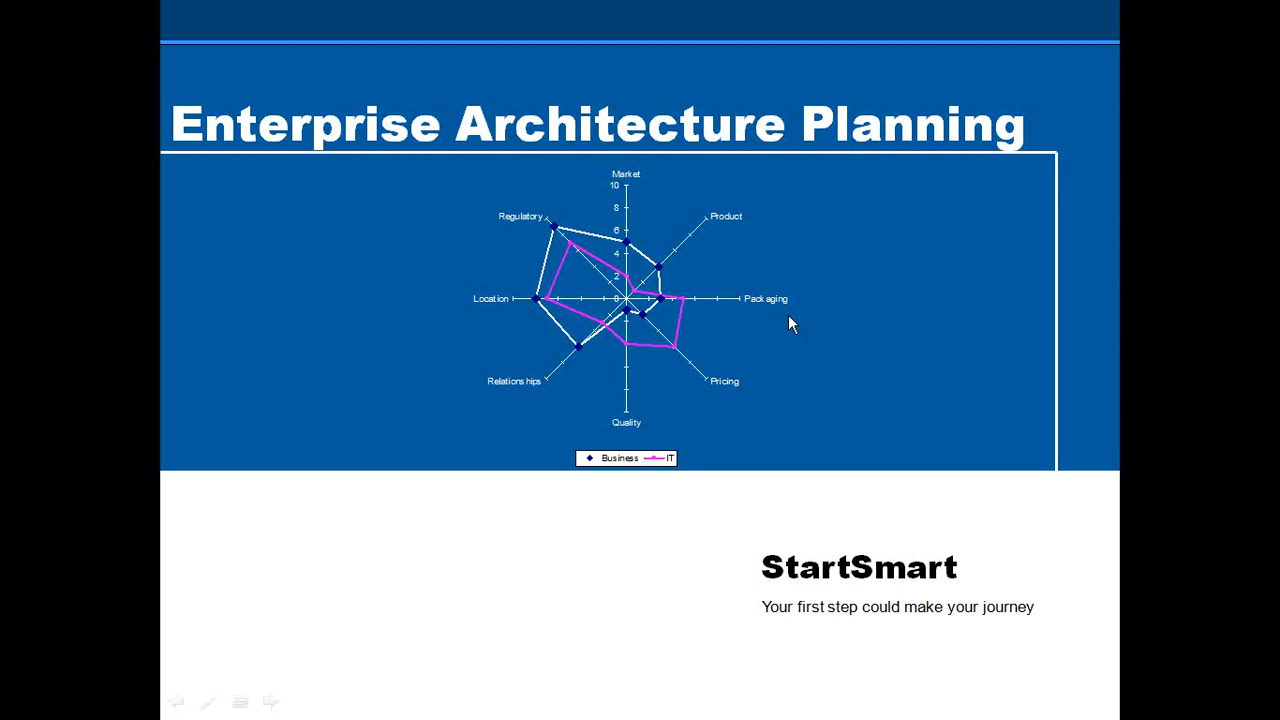 Enterprise Architecture Planning
Market
10
8
6
4
2
0
Regulatory
Product
Location
Packaging
Relationships
Pricing
Quality
Business IT
StartSmart
Your first step could make your journey